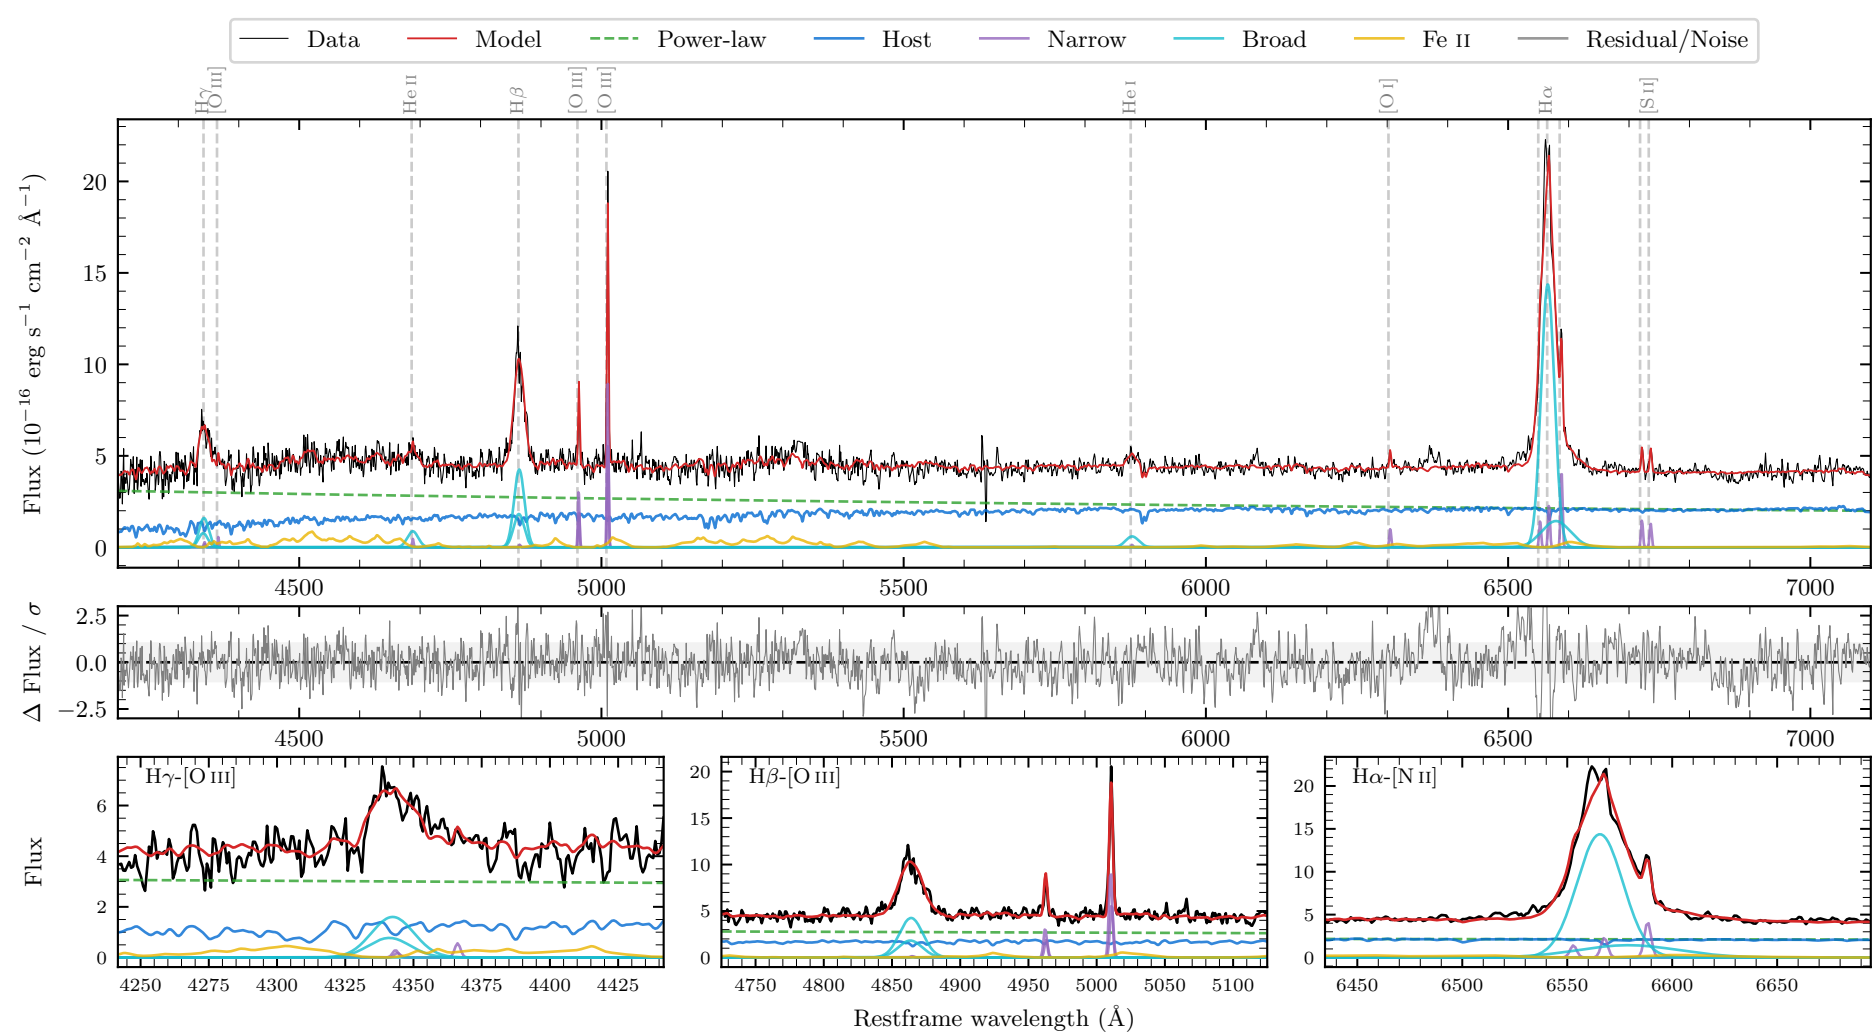 Data Model Power-law Host Narrow Broad Fe II Residual/Noise
Hγ [O III] He II Hβ [O III] [O III] He I [O I] Hα [S II]
Flux (10⁻¹⁶ erg s⁻¹ cm⁻² Å⁻¹)
20
15
10
5
0
4500 5000 5500 6000 6500 7000
Δ Flux / σ
2.5
0.0
−2.5
4500 5000 5500 6000 6500 7000
Flux
Hγ-[O III]
6
4
2
0
4250 4275 4300 4325 4350 4375 4400 4425
Hβ-[O III]
20
15
10
5
0
4750 4800 4850 4900 4950 5000 5050 5100
Hα-[N II]
20
15
10
5
0
6450 6500 6550 6600 6650
Restframe wavelength (Å)